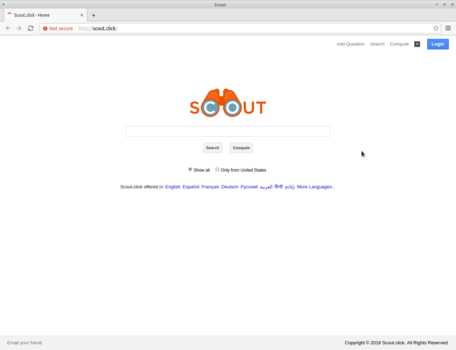 Scout
Scout.click - Home
Not secure http://scout.click/
Add Question Search Compute Login
SCOUT
Search Compute
Show all Only from United States
Scout.click offered in: English Español Français Deutsch Русский العربية हिन्दी More Languages..
Email your friend
Copyright © 2018 Scout.click. All Rights Reserved.